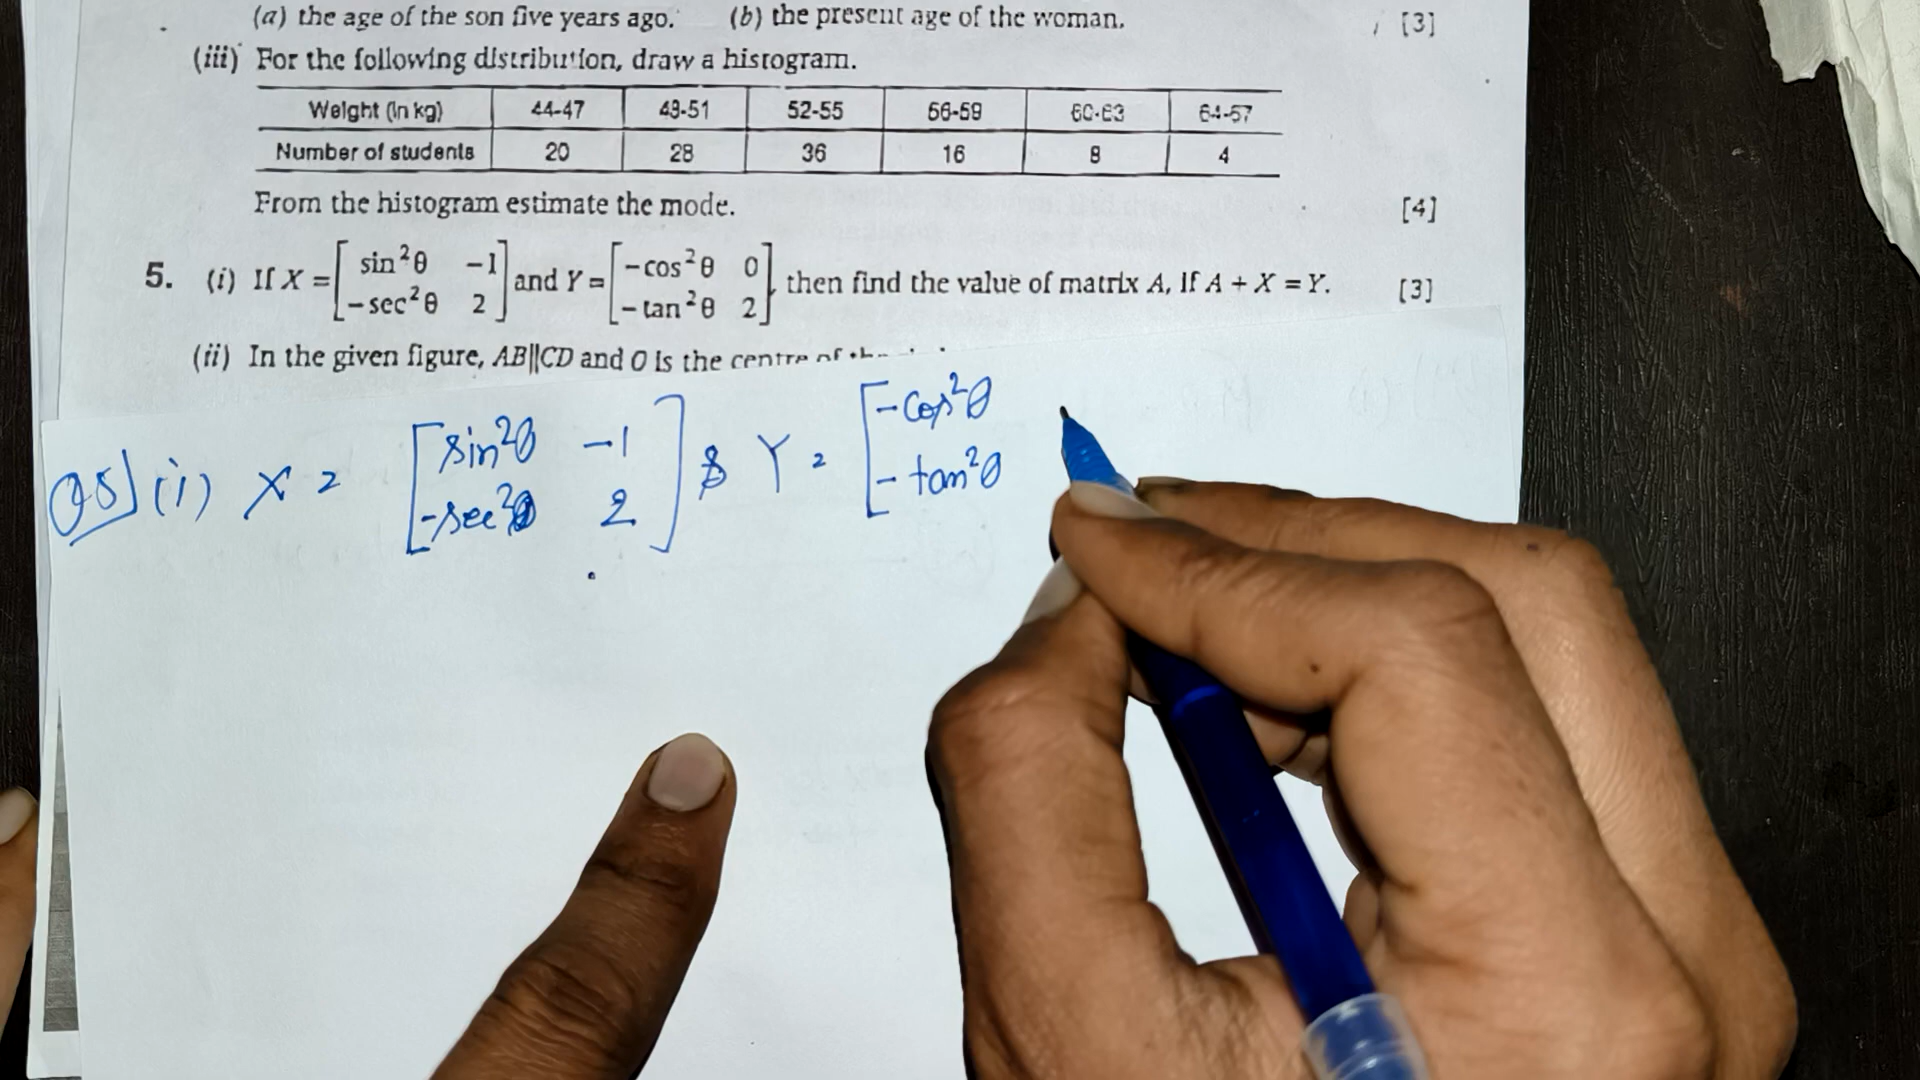 (a) the age of the son five years ago. (b) the present age of the woman. [3]
(iii) For the following distribution, draw a histogram.
Weight (in kg) 44-47 48-51 52-55 56-59 60-63 64-67
Number of students 20 28 36 16 8 4
From the histogram estimate the mode. [4]
5. (i) If X = [sin²θ -1; -sec²θ 2] and Y = [-cos²θ 0; -tan²θ 2], then find the value of matrix A, if A + X = Y. [3]
(ii) In the given figure, AB||CD and O is the centre of
Q5] (i) X = [sin²θ -1; -sec²θ 2] & Y = [-cos²θ; -tan²θ